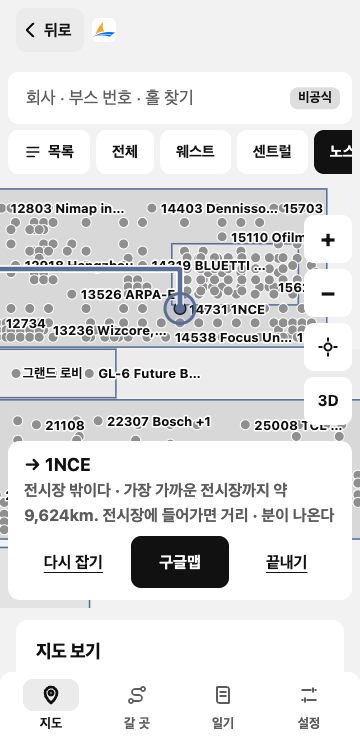 뒤로
회사 · 부스 번호 · 홀 찾기
비공식
목록
전체
웨스트
센트럴
12803 Nimap in...
14403 Dennisso...
15703
15110 Ofilm
14319 BLUETTI ...
13526 ARPA-E
14731 1NCE
12734
13236 Wizcore,...
14538 Focus Un...
그랜드 로비
GL-6 Future B...
21108
22307 Bosch +1
25008 TCL...
+
−
3D
→ 1NCE
전시장 밖이다 · 가장 가까운 전시장까지 약
9,624km. 전시장에 들어가면 거리 · 분이 나온다
다시 잡기
구글맵
끝내기
지도 보기
지도
갈 곳
일기
설정